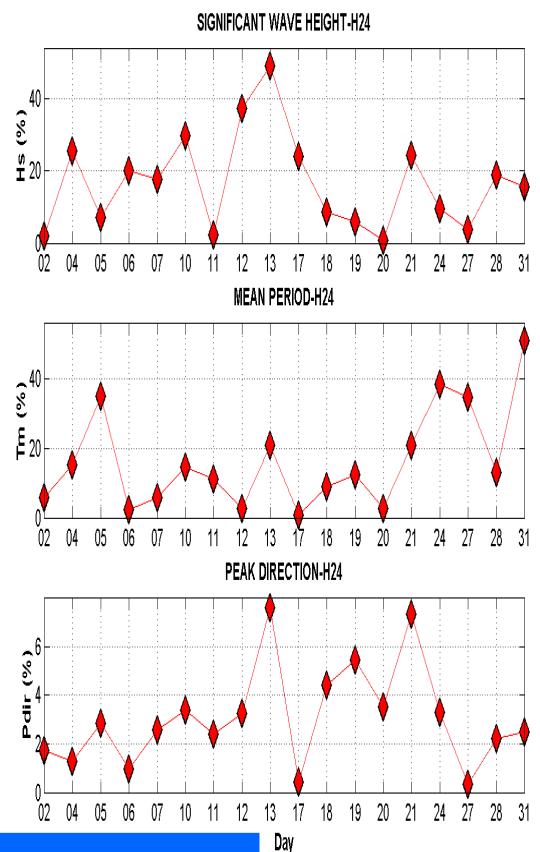 SIGNIFICANT WAVE HEIGHT-H24
Hs (%)
40
20
0
02 04 05 06 07 10 11 12 13 17 18 19 20 21 24 27 28 31
MEAN PERIOD-H24
Tm (%)
40
20
0
02 04 05 06 07 10 11 12 13 17 18 19 20 21 24 27 28 31
PEAK DIRECTION-H24
Pdir (%)
6
4
2
0
02 04 05 06 07 10 11 12 13 17 18 19 20 21 24 27 28 31
Day